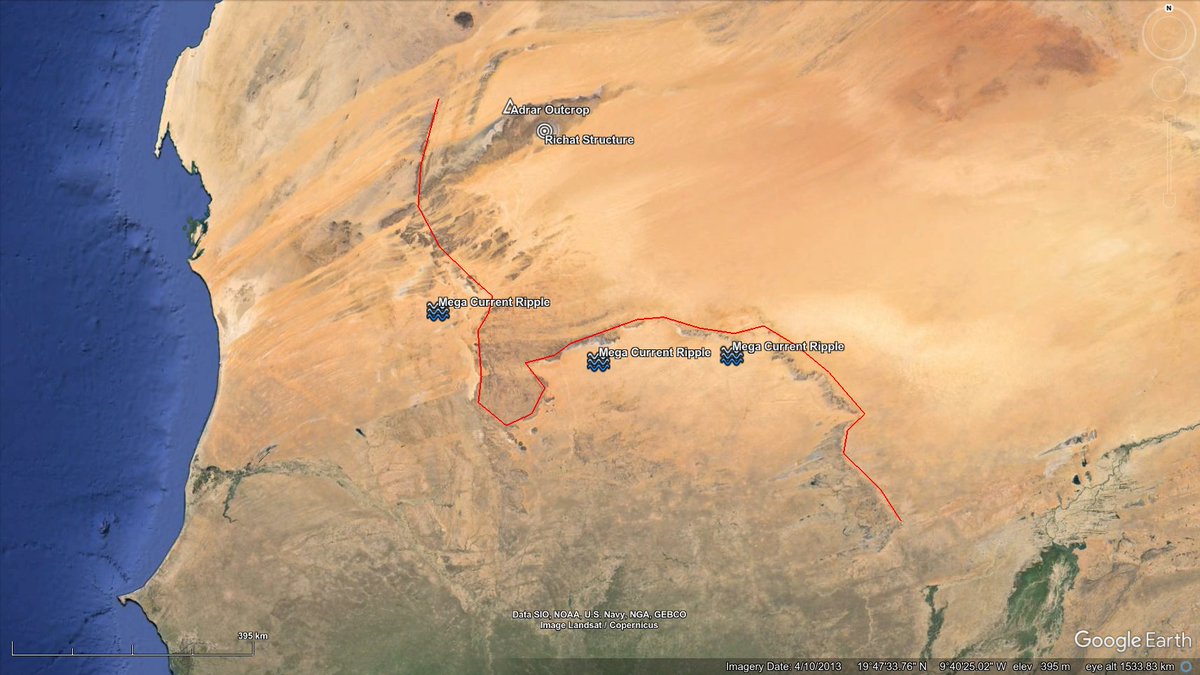 N
Adrar Outcrop
Richat Structure
Mega Current Ripple
Mega Current Ripple
Mega Current Ripple
Data SIO, NOAA, U.S. Navy, NGA, GEBCO
Image Landsat / Copernicus
395 km
Google Earth
Imagery Date: 4/10/2013 19°47'33.76" N 9°40'25.02" W elev 395 m eye alt 1533.83 km